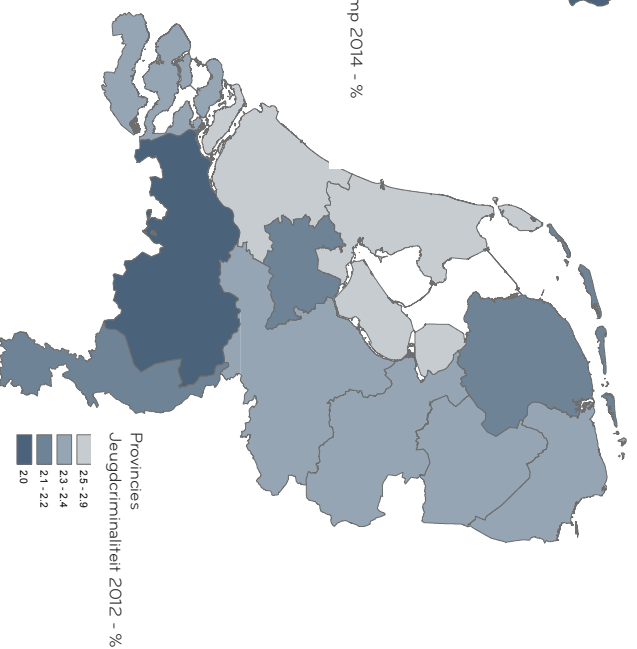 mp 2014 - %
Provincies
Jeugdcriminaliteit 2012 - %
2.5 - 2.9
2.3 - 2.4
2.1 - 2.2
2.0